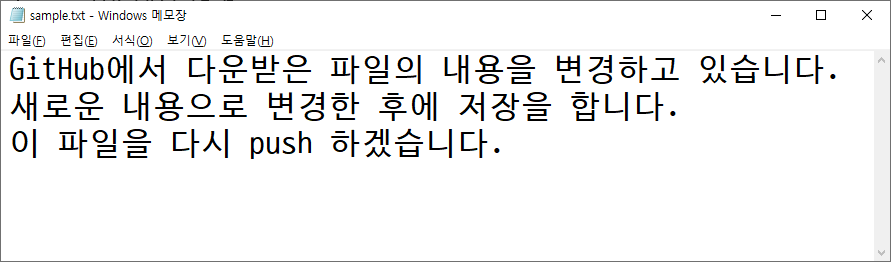 sample.txt - Windows 메모장
파일(F) 편집(E) 서식(O) 보기(V) 도움말(H)
GitHub에서 다운받은 파일의 내용을 변경하고 있습니다.
새로운 내용으로 변경한 후에 저장을 합니다.
이 파일을 다시 push 하겠습니다.